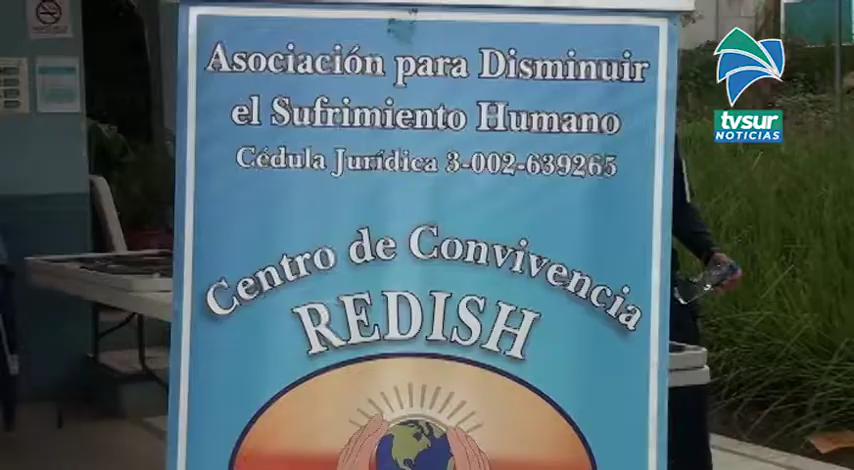 Asociación para Disminuir
el Sufrimiento Humano
Cédula Jurídica 3-002-639265
Centro de Convivencia
REDISH
tvsur
NOTICIAS